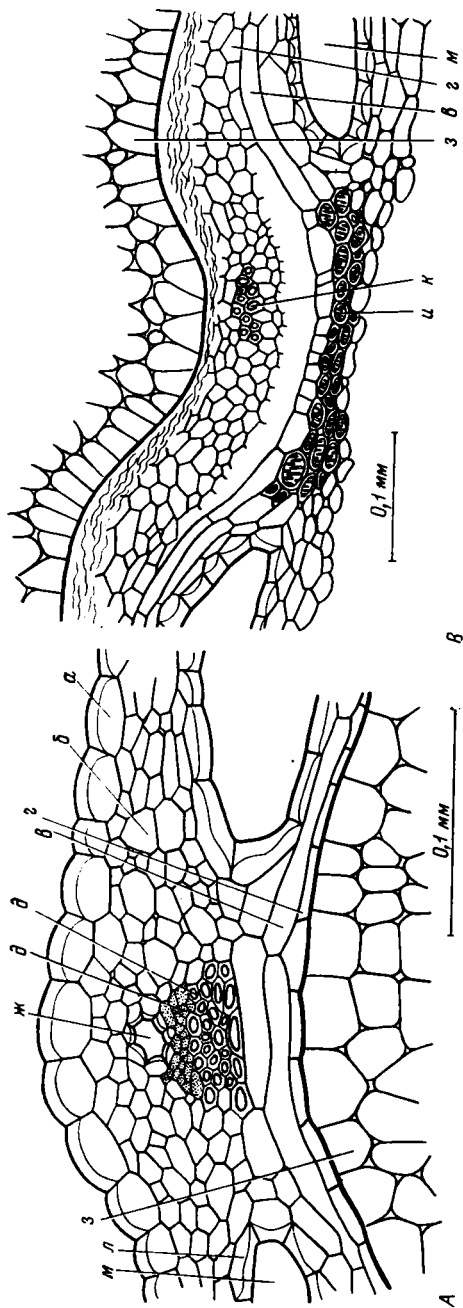 ж
д
д
в
г
б
а
м
л
з
0,1 мм
А
0,1 мм
и
к
з
в
г
м
В